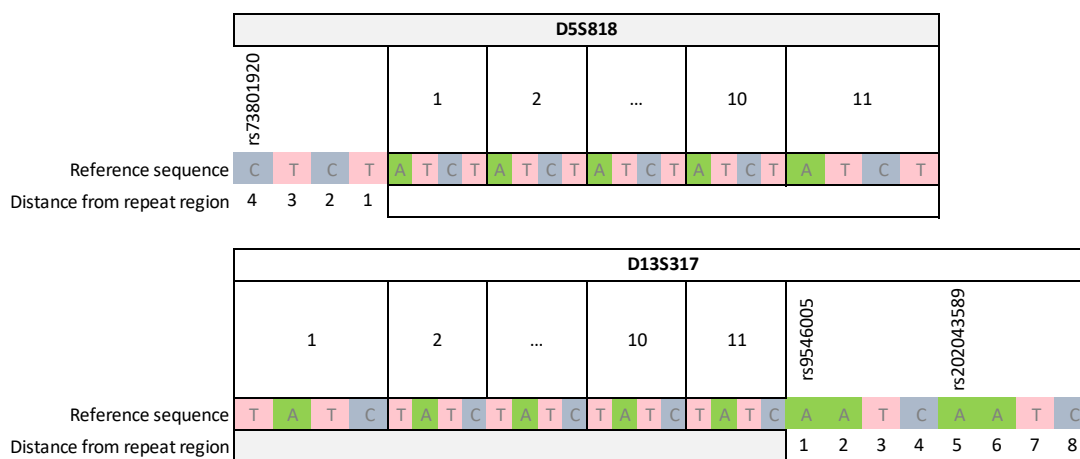 D5S818
rs73801920
1 2 ... 10 11
Reference sequence C T C T A T C T A T C T A T C T A T C T A T C T
Distance from repeat region 4 3 2 1
D13S317
1 2 ... 10 11 rs9546005 rs202043589
Reference sequence T A T C T A T C T A T C T A T C T A T C A A T C A A T C
Distance from repeat region 1 2 3 4 5 6 7 8